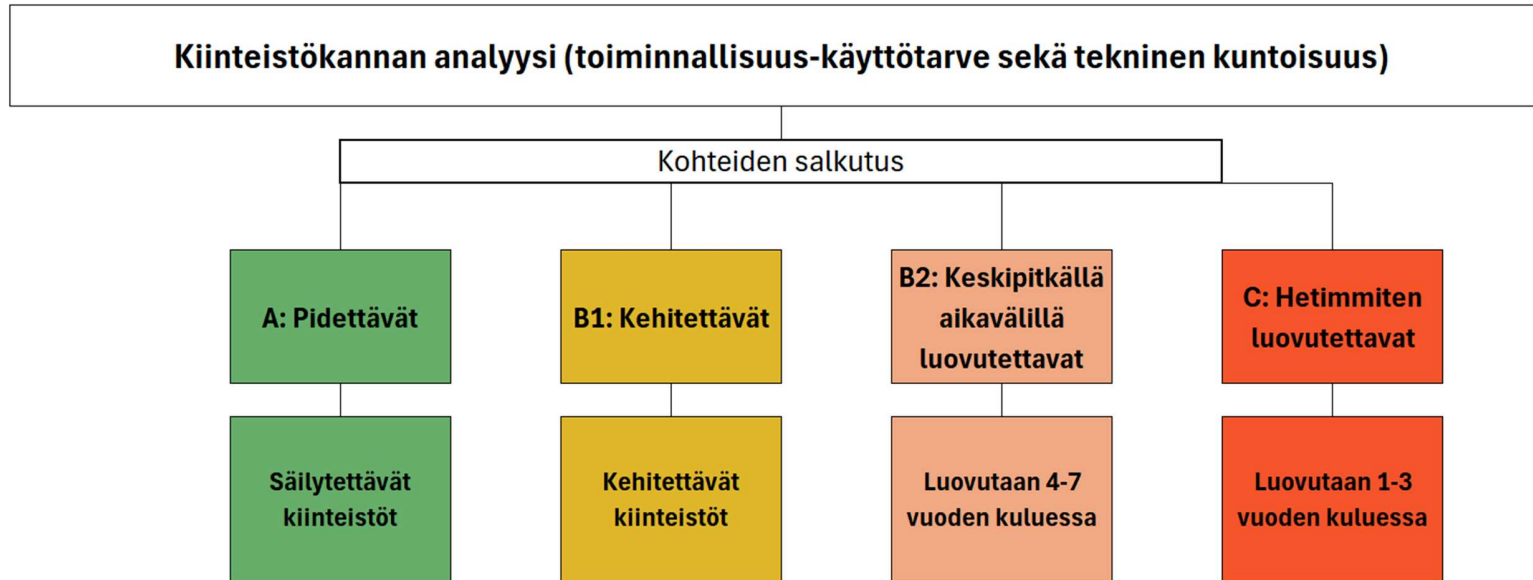 Kiinteistökannan analyysi (toiminnallisuus-käyttötarve sekä tekninen kuntoisuus)
Kohteiden salkutus
A: Pidettävät
B1: Kehitettävät
B2: Keskipitkällä
aikavälillä
luovutettavat
C: Hetimmiten
luovutettavat
Säilytettävät
kiinteistöt
Kehitettävät
kiinteistöt
Luovutaan 4-7
vuoden kuluessa
Luovutaan 1-3
vuoden kuluessa